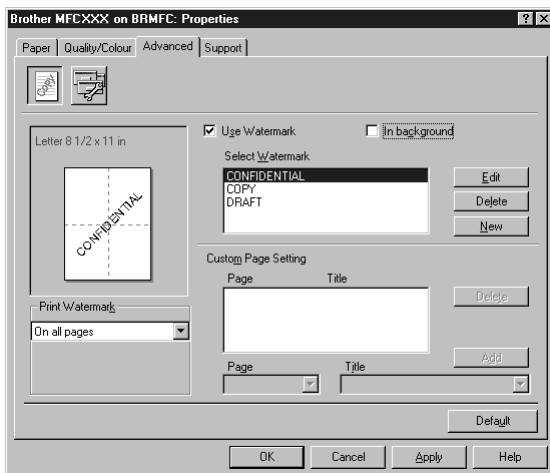 Brother MFCXXX on BRMFC: Properties
Paper Quality/Colour Advanced Support
COPY
Letter 8 1/2 x 11 in
CONFIDENTIAL
Print Watermark
On all pages
Use Watermark In background
Select Watermark
CONFIDENTIAL
COPY
DRAFT
Edit
Delete
New
Custom Page Setting
Page Title
Delete
Add
Page Title
Default
OK Cancel Apply Help